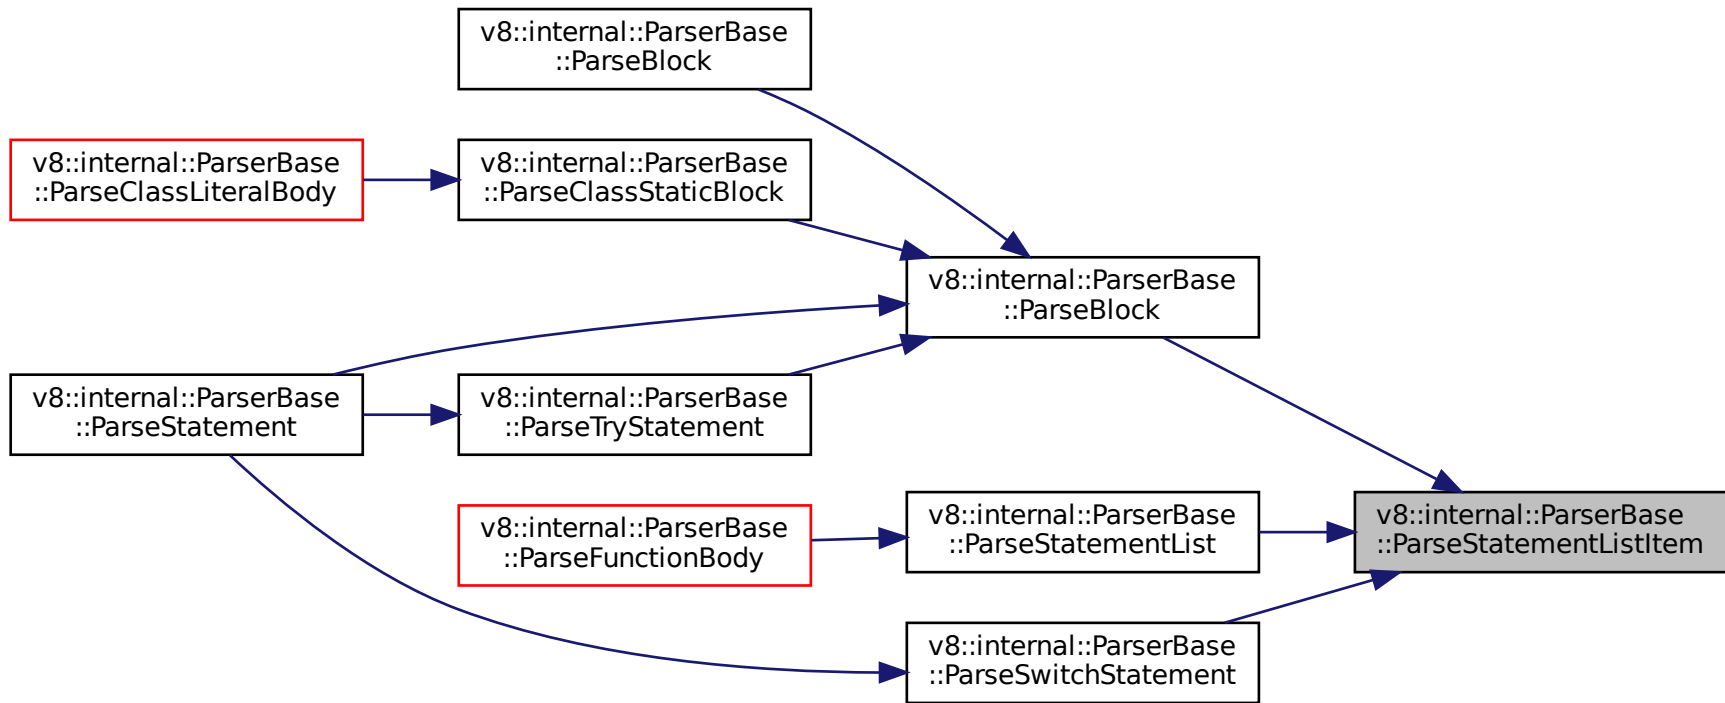 v8::internal::ParserBase
::ParseBlock
v8::internal::ParserBase
::ParseClassLiteralBody
v8::internal::ParserBase
::ParseClassStaticBlock
v8::internal::ParserBase
::ParseBlock
v8::internal::ParserBase
::ParseStatement
v8::internal::ParserBase
::ParseTryStatement
v8::internal::ParserBase
::ParseFunctionBody
v8::internal::ParserBase
::ParseStatementList
v8::internal::ParserBase
::ParseStatementListItem
v8::internal::ParserBase
::ParseSwitchStatement